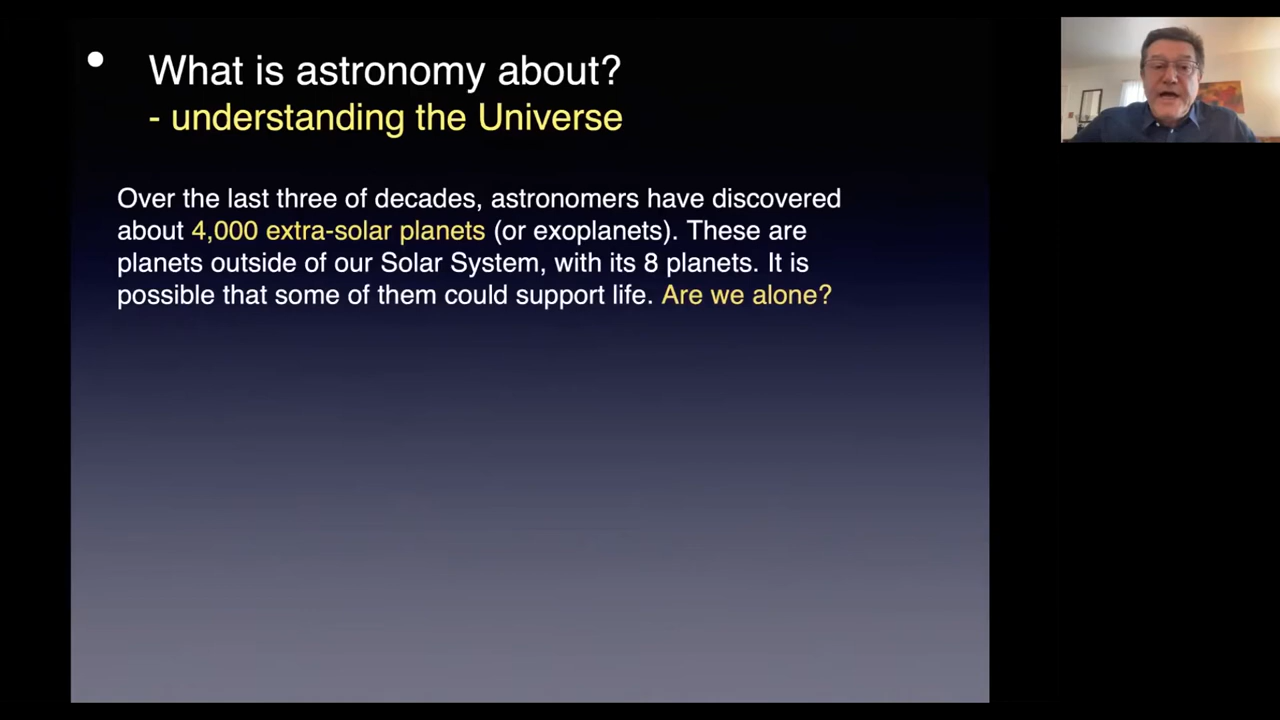 • What is astronomy about?
- understanding the Universe
Over the last three of decades, astronomers have discovered
about 4,000 extra-solar planets (or exoplanets). These are
planets outside of our Solar System, with its 8 planets. It is
possible that some of them could support life. Are we alone?